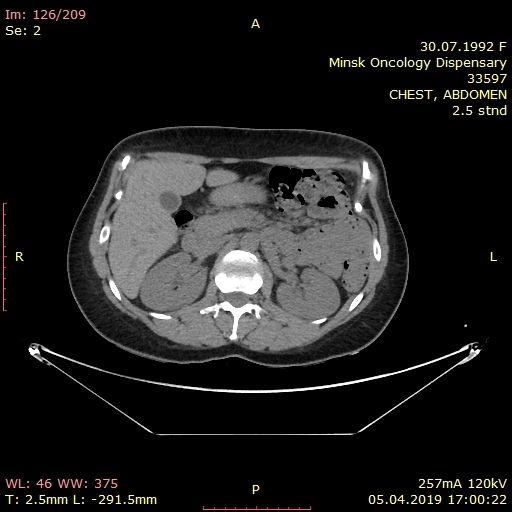 Im: 126/209
Se: 2
A
30.07.1992 F
Minsk Oncology Dispensary
33597
CHEST, ABDOMEN
2.5 stnd
R
L
WL: 46 WW: 375
T: 2.5mm L: -291.5mm
P
257mA 120kV
05.04.2019 17:00:22